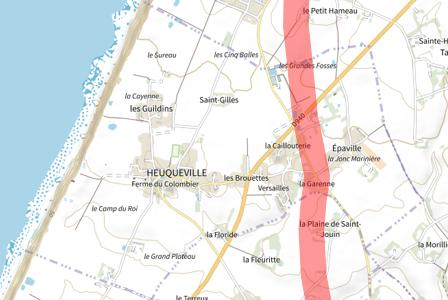 le Petit Hameau
le Sureau
les Cinq Balles
Sainte-H
Ta
les Grandes Fosses
la Cayenne
les Guildins
Saint-Gilles
D940
la Caillouterie
Épaville
la Janc Marinière
HEUQUEVILLE
Ferme du Colombier
les Brouettes
Versailles
la Garenne
le Camp du Roi
la Plaine de Saint-
Jouin
la Floride
la Morilli
le Grand Plateau
la Fleuritte
le Terreux